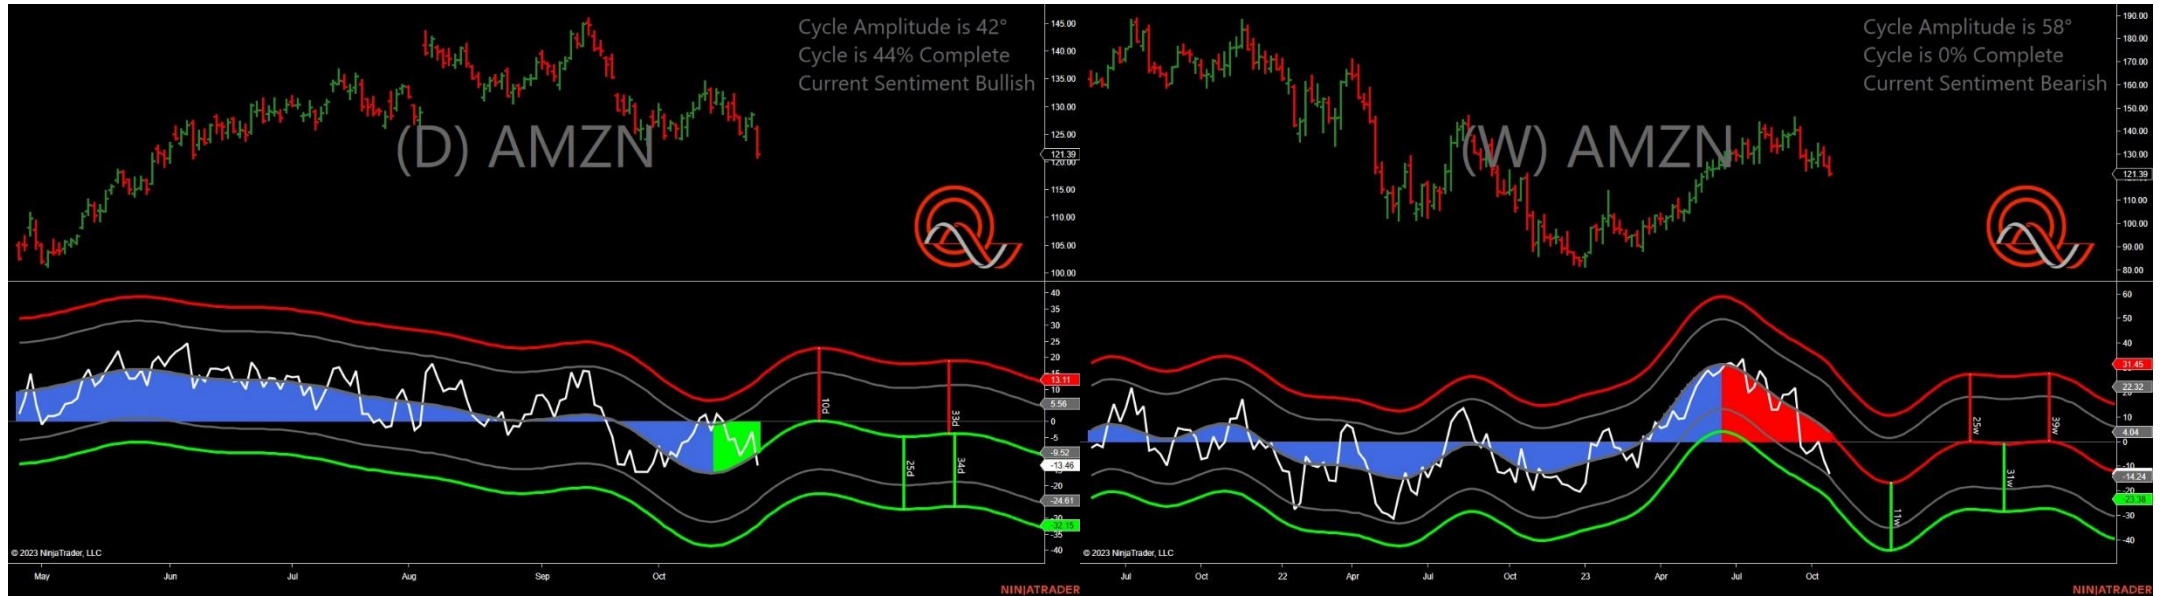 Cycle Amplitude is 42°
Cycle is 44% Complete
Current Sentiment Bullish
(D) AMZN
145.00
140.00
135.00
130.00
125.00
121.39
120.00
115.00
110.00
105.00
100.00
40
35
30
25
20
15
13.11
10
5.56
0
-5
-9.52
-13.46
-20
-24.61
-30
-32.15
-35
-40
10d
33d
25d
34d
© 2023 NinjaTrader, LLC
May Jun Jul Aug Sep Oct
NINJATRADER
Cycle Amplitude is 58°
Cycle is 0% Complete
Current Sentiment Bearish
(W) AMZN
190.00
180.00
170.00
160.00
150.00
140.00
130.00
121.39
110.00
100.00
90.00
80.00
60
50
40
31.45
22.32
10
4.04
0
-10
-14.24
-20
-23.38
-30
-40
25w
39w
31w
11w
© 2023 NinjaTrader, LLC
Jul Oct 22 Apr Jul Oct 23 Apr Jul Oct
NINJATRADER